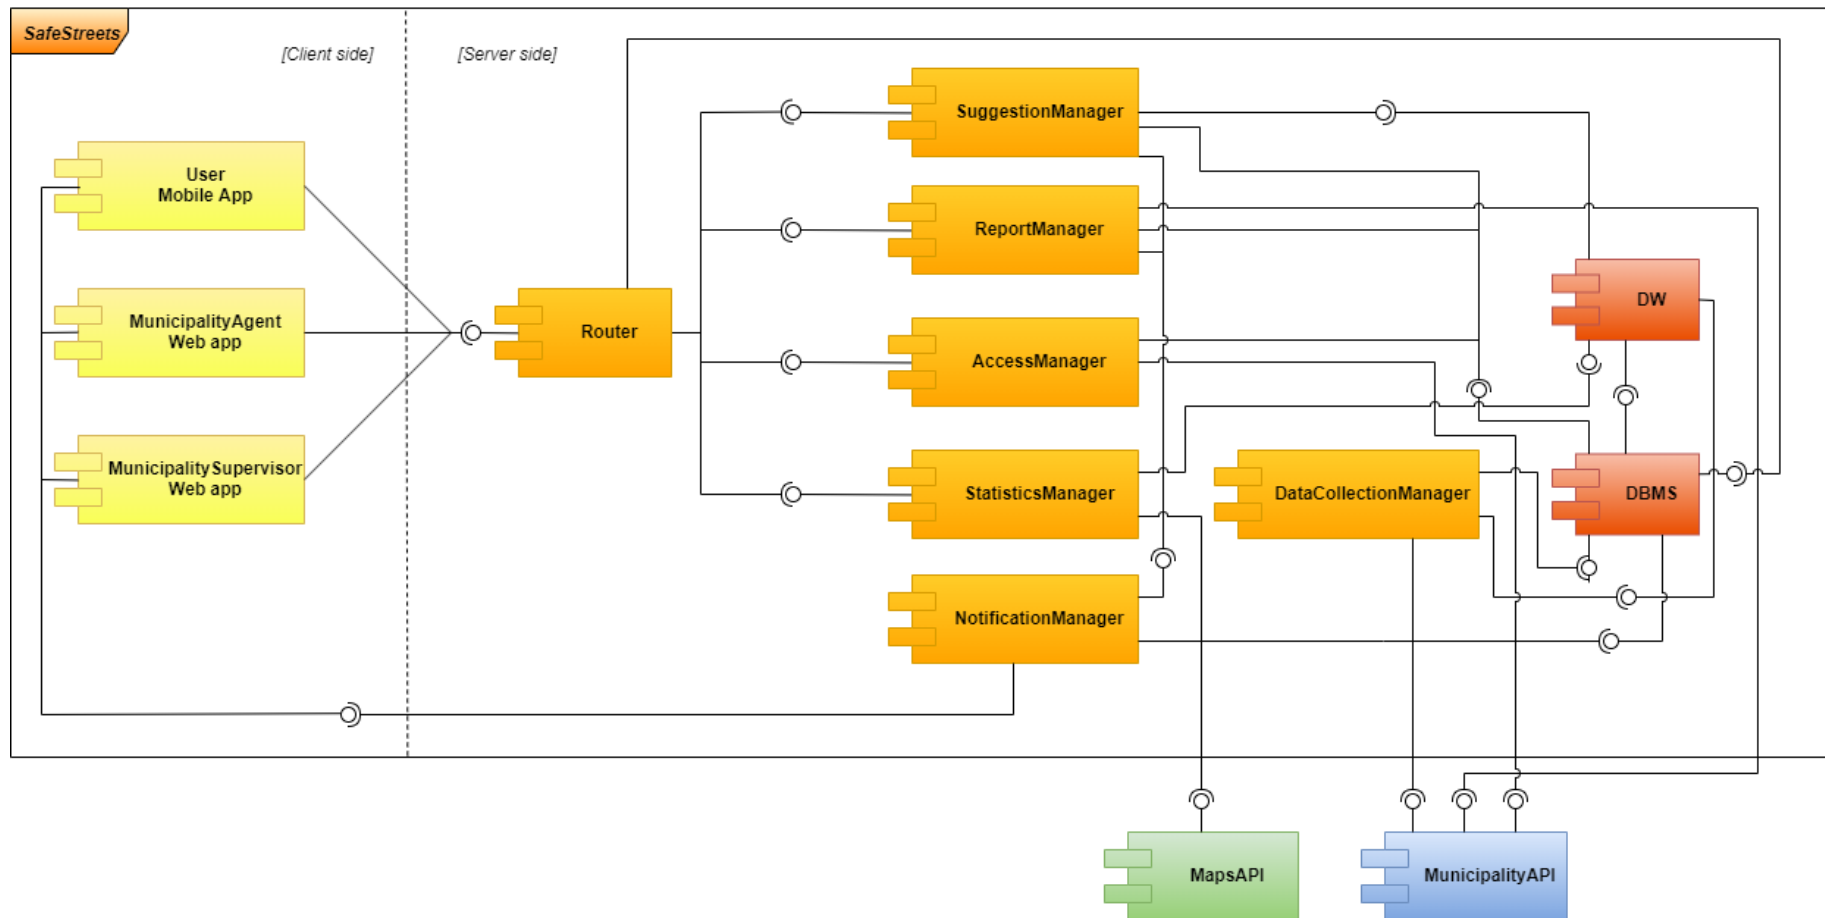 SafeStreets
[Client side]
[Server side]
SuggestionManager
User
Mobile App
ReportManager
MunicipalityAgent
Web app
Router
DW
AccessManager
MunicipalitySupervisor
Web app
StatisticsManager
DataCollectionManager
DBMS
NotificationManager
MapsAPI
MunicipalityAPI